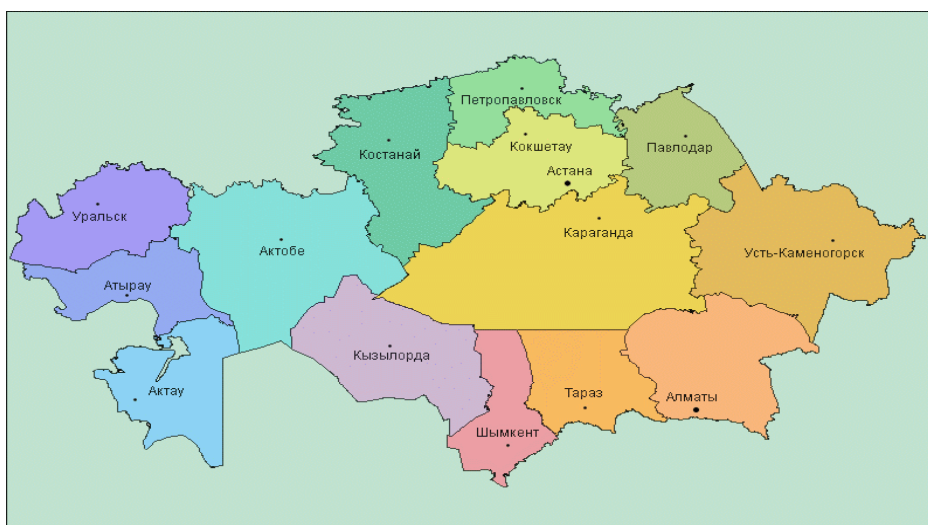 Петропавловск
Костанай
Кокшетау
Павлодар
Астана
Уральск
Караганда
Актобе
Усть-Каменогорск
Атырау
Кызылорда
Актау
Тараз
Алматы
Шымкент